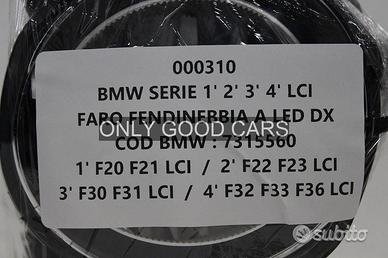 000310
BMW SERIE 1' 2' 3' 4' LCI
FARO FENDINEBBIA A LED DX
ONLY GOOD CARS
COD BMW : 7315560
1' F20 F21 LCI / 2' F22 F23 LCI
3' F30 F31 LCI / 4' F32 F33 F36 LCI
subito